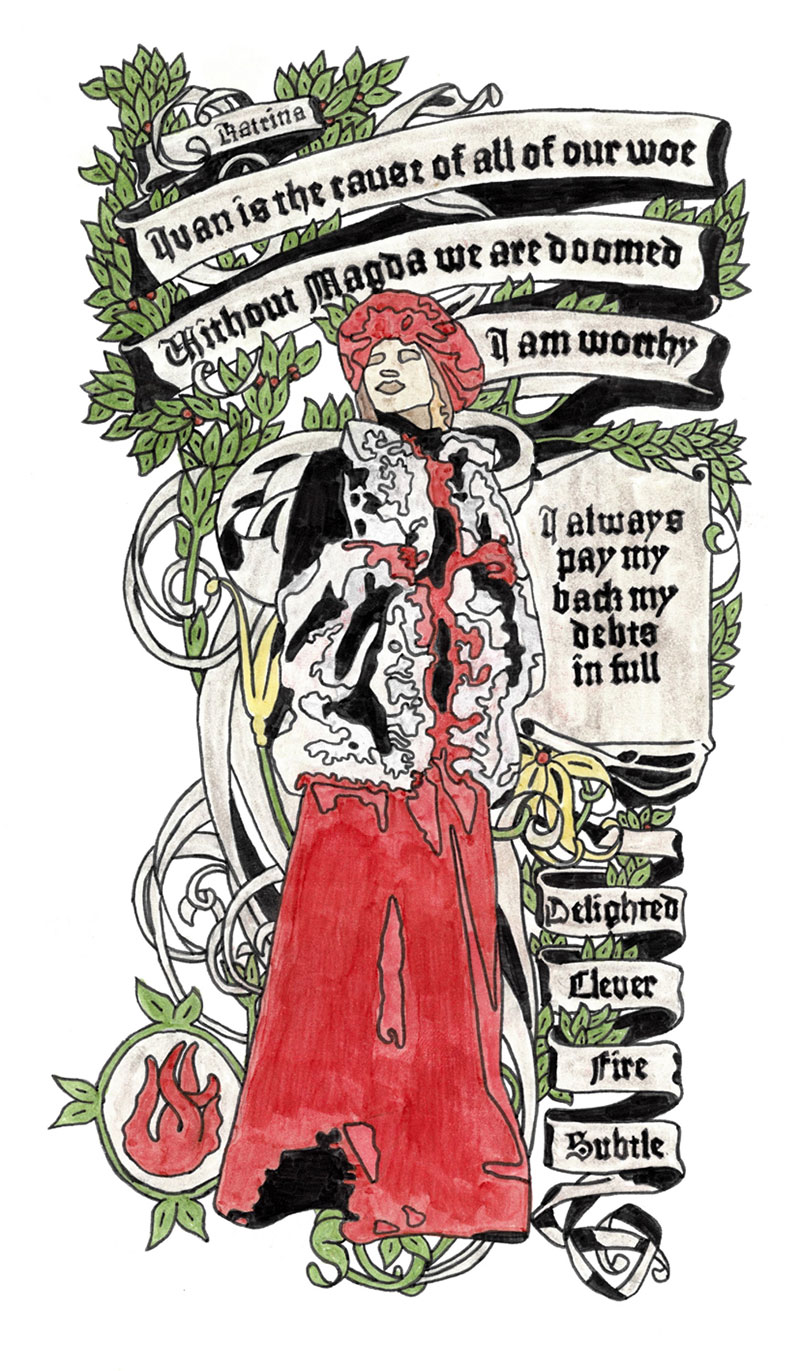 Katrina
Ivan is the cause of all of our woe
Without Magda we are doomed
I am worthy
I always
pay my
back my
debts
in full
Delighted
Clever
Fire
Subtle